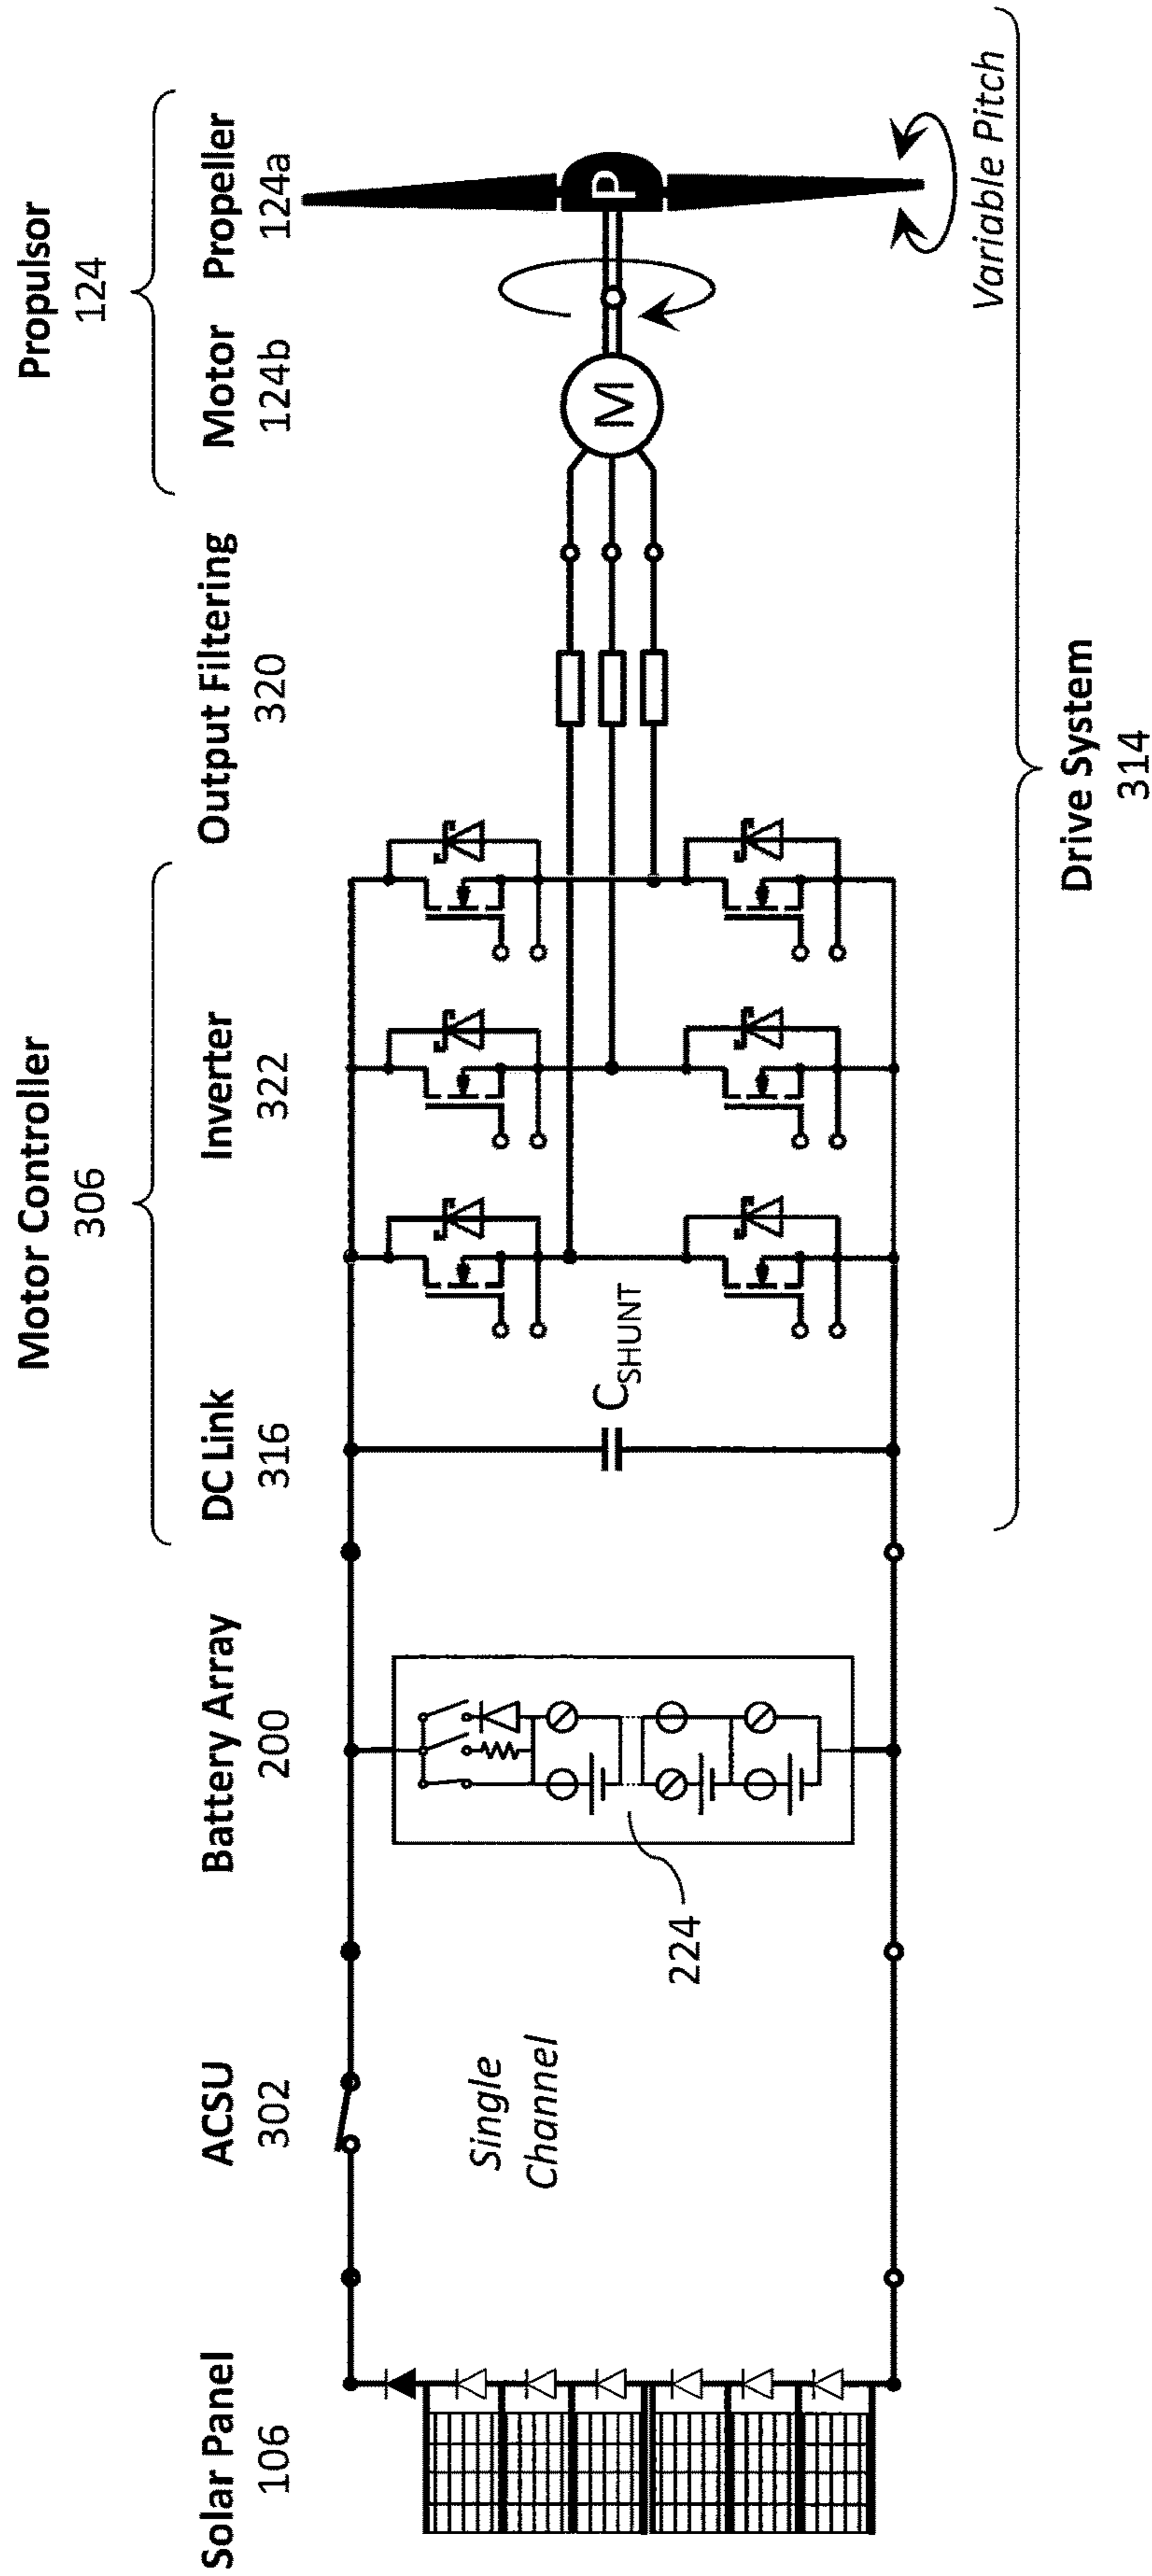 Solar Panel
106
ACSU
302
Single
Channel
Battery Array
200
224
Motor Controller
306
DC Link
316
C_SHUNT
Inverter
322
Output Filtering
320
Propulsor
124
Motor
124b
Propeller
124a
M
P
Variable Pitch
Drive System
314